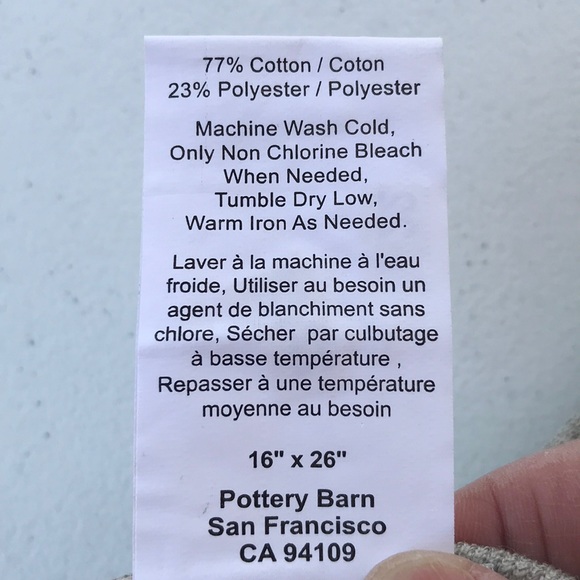 77% Cotton / Coton
23% Polyester / Polyester
Machine Wash Cold,
Only Non Chlorine Bleach
When Needed,
Tumble Dry Low,
Warm Iron As Needed.
Laver à la machine à l'eau
froide, Utiliser au besoin un
agent de blanchiment sans
chlore, Sécher par culbutage
à basse température ,
Repasser à une température
moyenne au besoin
16" x 26"
Pottery Barn
San Francisco
CA 94109